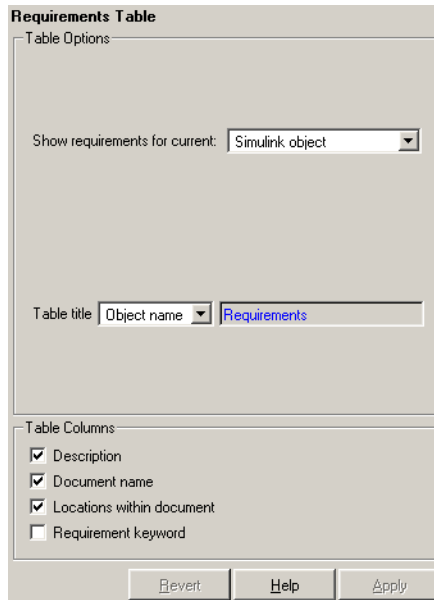 Requirements Table
Table Options
Show requirements for current: Simulink object
Table title Object name Requirements
Table Columns
Description
Document name
Locations within document
Requirement keyword
Revert Help Apply